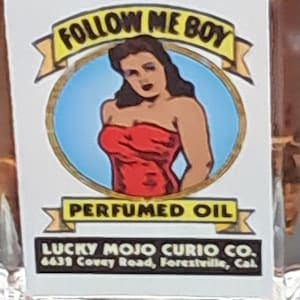 FOLLOW ME BOY
PERFUMED OIL
LUCKY MOJO CURIO CO.
6632 Covey Road, Forestville, Cal.